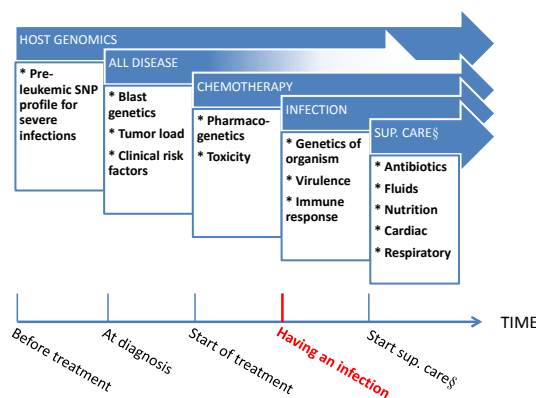 HOST GENOMICS
* Pre-
leukemic SNP
profile for
severe
infections
ALL DISEASE
* Blast
genetics
* Tumor load
* Clinical risk
factors
CHEMOTHERAPY
* Pharmaco-
genetics
* Toxicity
INFECTION
* Genetics of
organism
* Virulence
* Immune
response
SUP. CARE§
* Antibiotics
* Fluids
* Nutrition
* Cardiac
* Respiratory
TIME
Before treatment
At diagnosis
Start of treatment
Having an infection
Start sup. care§